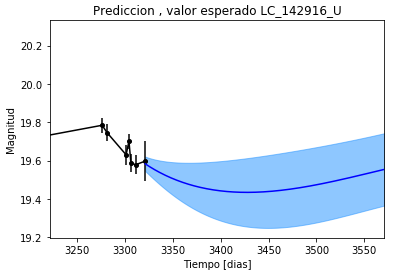 Prediccion , valor esperado LC_142916_U
20.2
20.0
19.8
19.6
19.4
19.2
Magnitud
3250 3300 3350 3400 3450 3500 3550
Tiempo [dias]